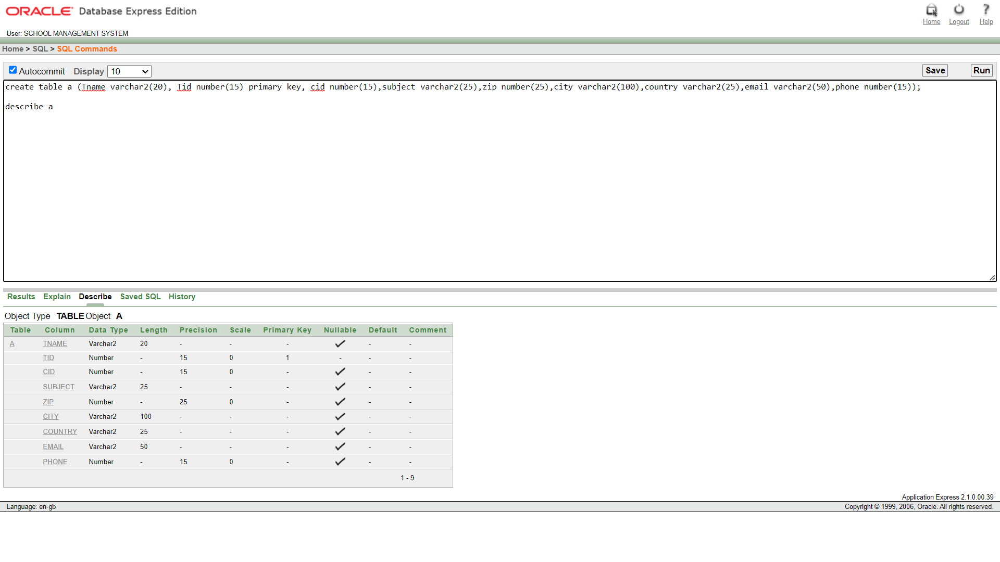 ORACLE Database Express Edition
Home Logout Help
User: SCHOOL MANAGEMENT SYSTEM
Home > SQL > SQL Commands
Autocommit Display 10 Save Run
create table a (Tname varchar2(20), Tid number(15) primary key, cid number(15),subject varchar2(25),zip number(25),city varchar2(100),country varchar2(25),email varchar2(50),phone number(15));
describe a
Results Explain Describe Saved SQL History
Object Type TABLE Object A
Table Column Data Type Length Precision Scale Primary Key Nullable Default Comment
A TNAME Varchar2 20 - - - - -
TID Number - 15 0 1 - - -
CID Number - 15 0 - - -
SUBJECT Varchar2 25 - - - - -
ZIP Number - 25 0 - - -
CITY Varchar2 100 - - - - -
COUNTRY Varchar2 25 - - - - -
EMAIL Varchar2 50 - - - - -
PHONE Number - 15 0 - - -
1 - 9
Application Express 2.1.0.00.39
Language: en-gb Copyright © 1999, 2006, Oracle. All rights reserved.